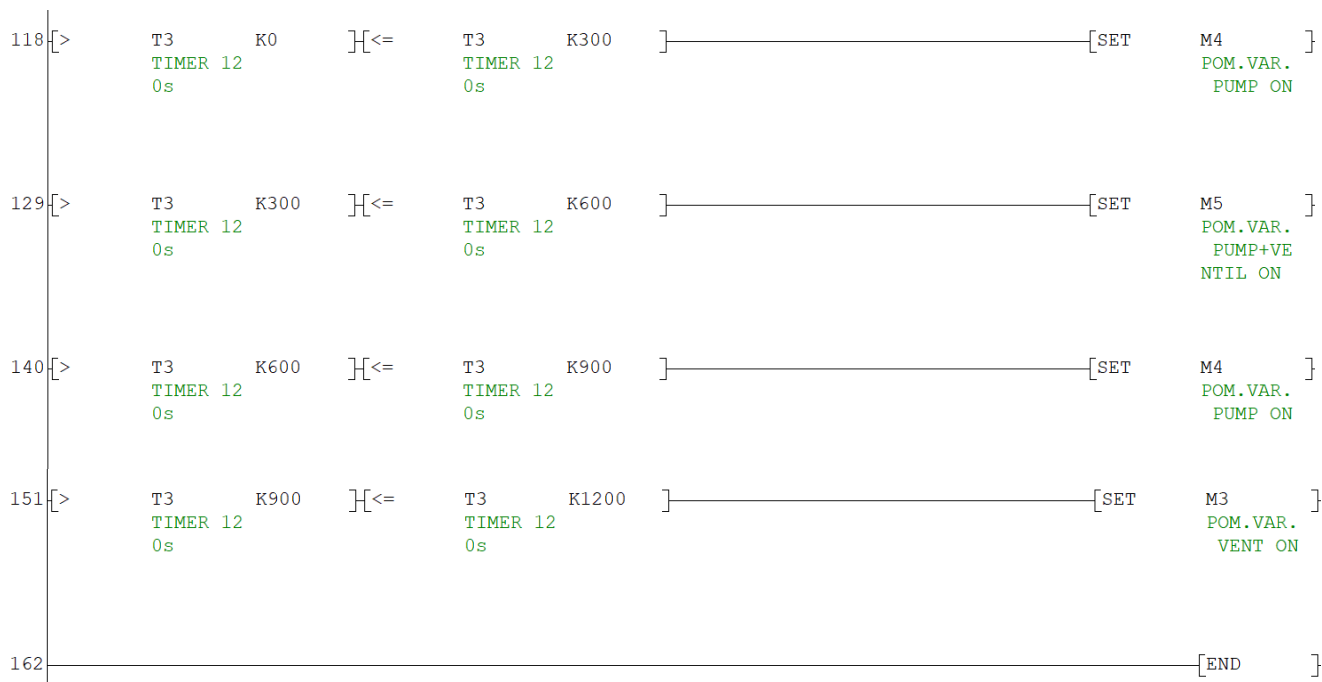 118 [> T3 K0 ] [<= T3 K300 ] [SET M4 ]
TIMER 12 TIMER 12 POM.VAR.
0s 0s PUMP ON
129 [> T3 K300 ] [<= T3 K600 ] [SET M5 ]
TIMER 12 TIMER 12 POM.VAR.
0s 0s PUMP+VE
NTIL ON
140 [> T3 K600 ] [<= T3 K900 ] [SET M4 ]
TIMER 12 TIMER 12 POM.VAR.
0s 0s PUMP ON
151 [> T3 K900 ] [<= T3 K1200 ] [SET M3 ]
TIMER 12 TIMER 12 POM.VAR.
0s 0s VENT ON
162 [END ]